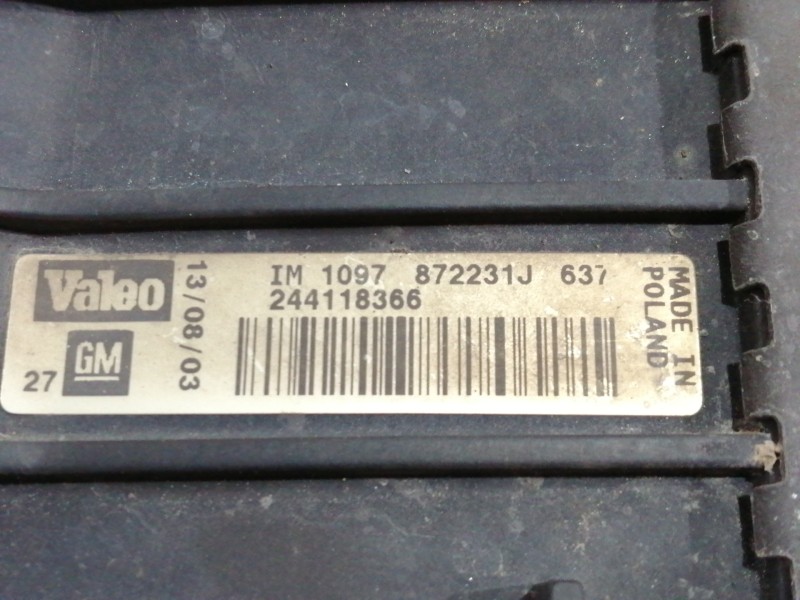 Valeo
GM
27
13/08/03
IM 1097 872231J 637
244118366
MADE IN
POLAND